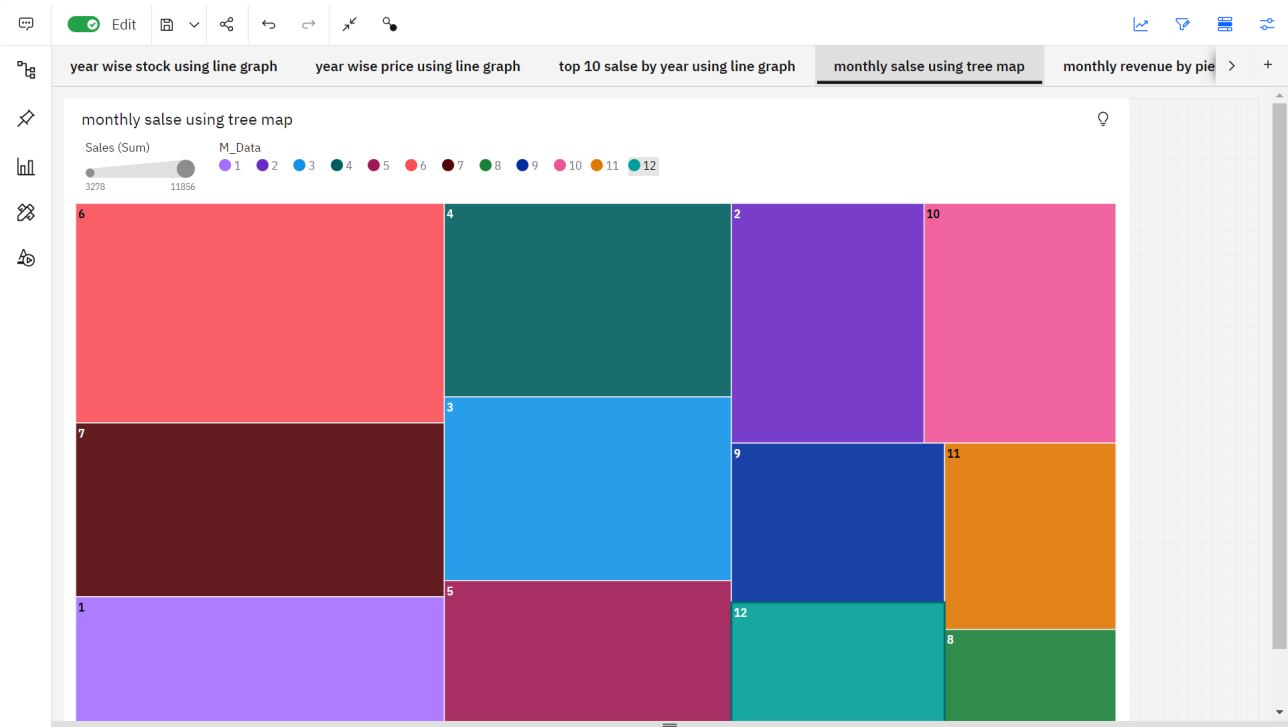 Edit
year wise stock using line graph
year wise price using line graph
top 10 salse by year using line graph
monthly salse using tree map
monthly revenue by pie
monthly salse using tree map
Sales (Sum)
3278 11856
M_Data
1 2 3 4 5 6 7 8 9 10 11 12
6
4
2
10
7
3
9
11
1
5
12
8